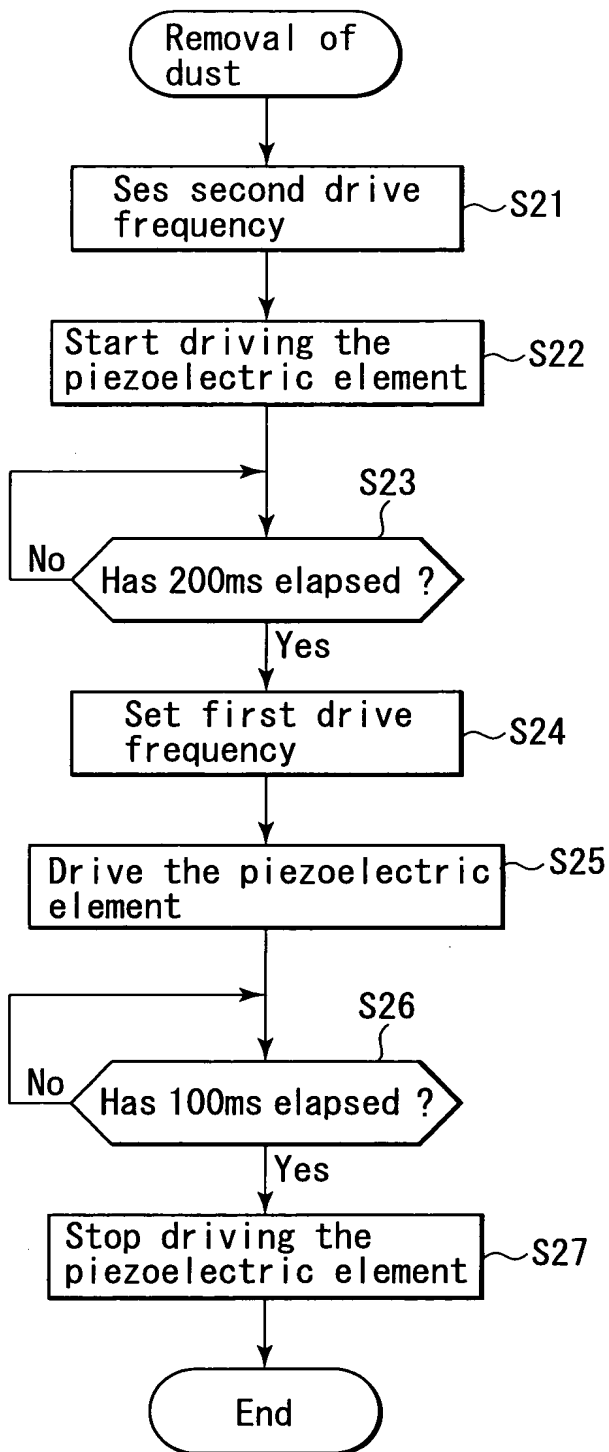 Removal of
dust
Ses second drive
frequency
S21
Start driving the
piezoelectric element
S22
S23
No
Has 200ms elapsed ?
Yes
Set first drive
frequency
S24
Drive the piezoelectric
element
S25
S26
No
Has 100ms elapsed ?
Yes
Stop driving the
piezoelectric element
S27
End